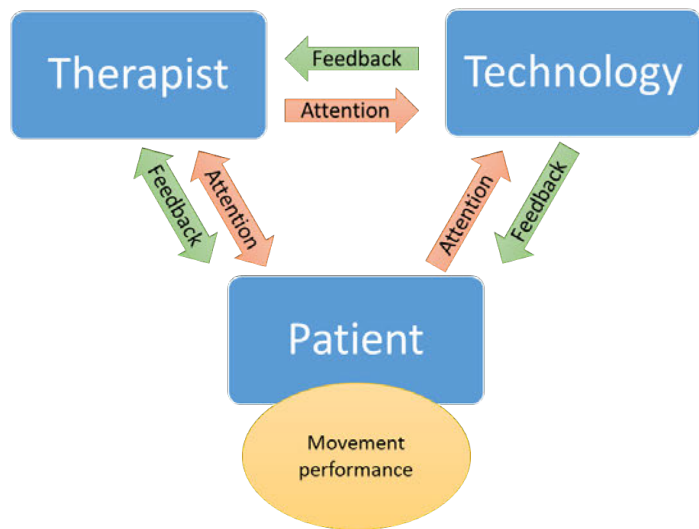 Therapist
Feedback
Technology
Attention
Feedback
Attention
Attention
Feedback
Patient
Movement
performance